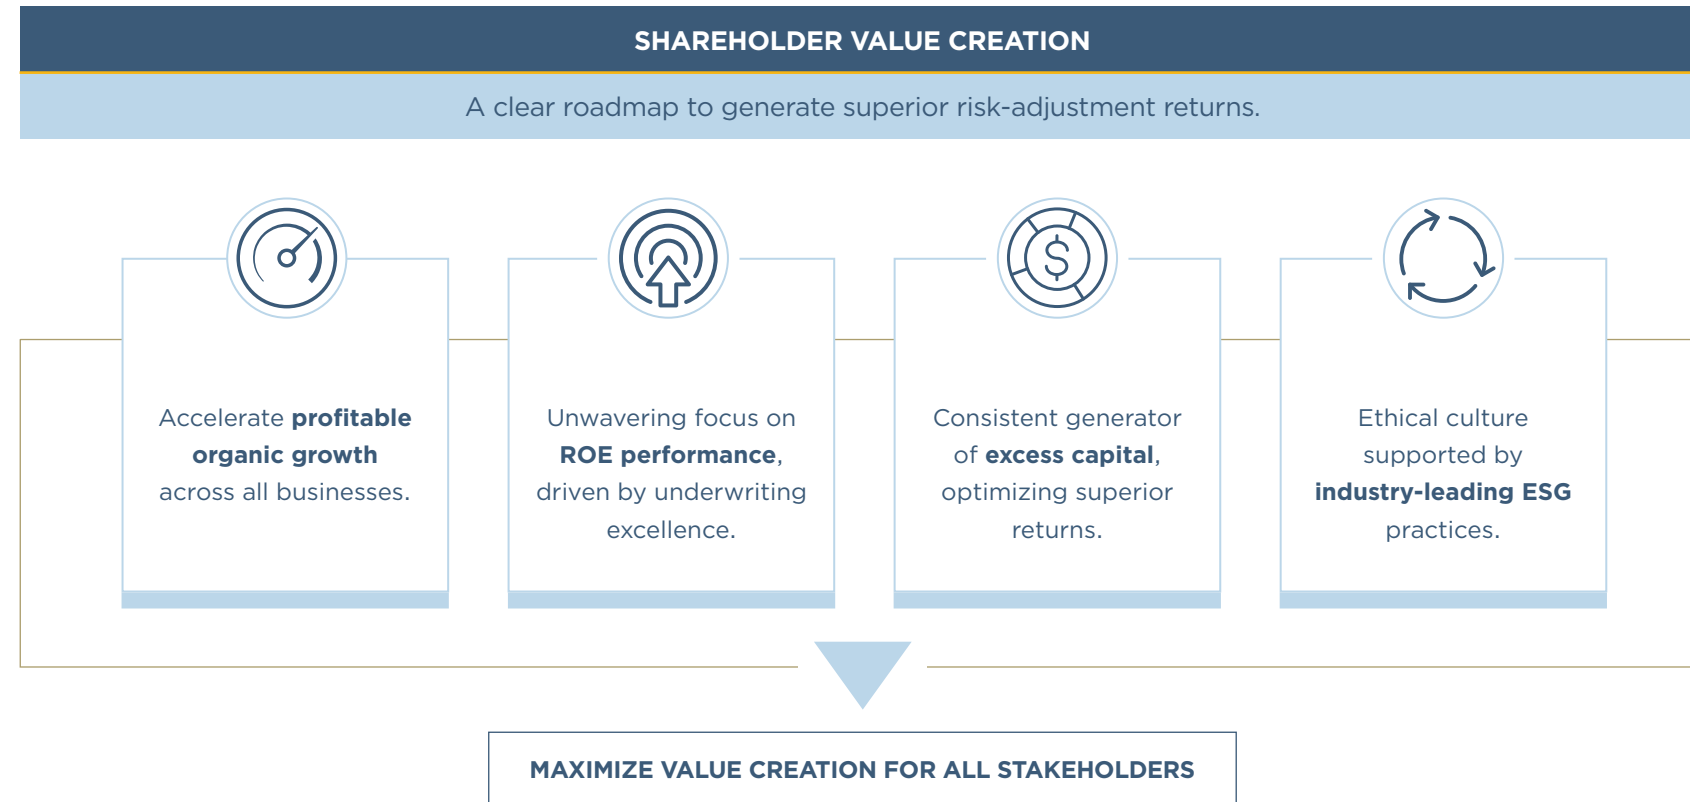 SHAREHOLDER VALUE CREATION
A clear roadmap to generate superior risk-adjustment returns.
$
Accelerate profitable
organic growth
across all businesses.
Unwavering focus on
ROE performance,
driven by underwriting
excellence.
Consistent generator
of excess capital,
optimizing superior
returns.
Ethical culture
supported by
industry-leading ESG
practices.
MAXIMIZE VALUE CREATION FOR ALL STAKEHOLDERS